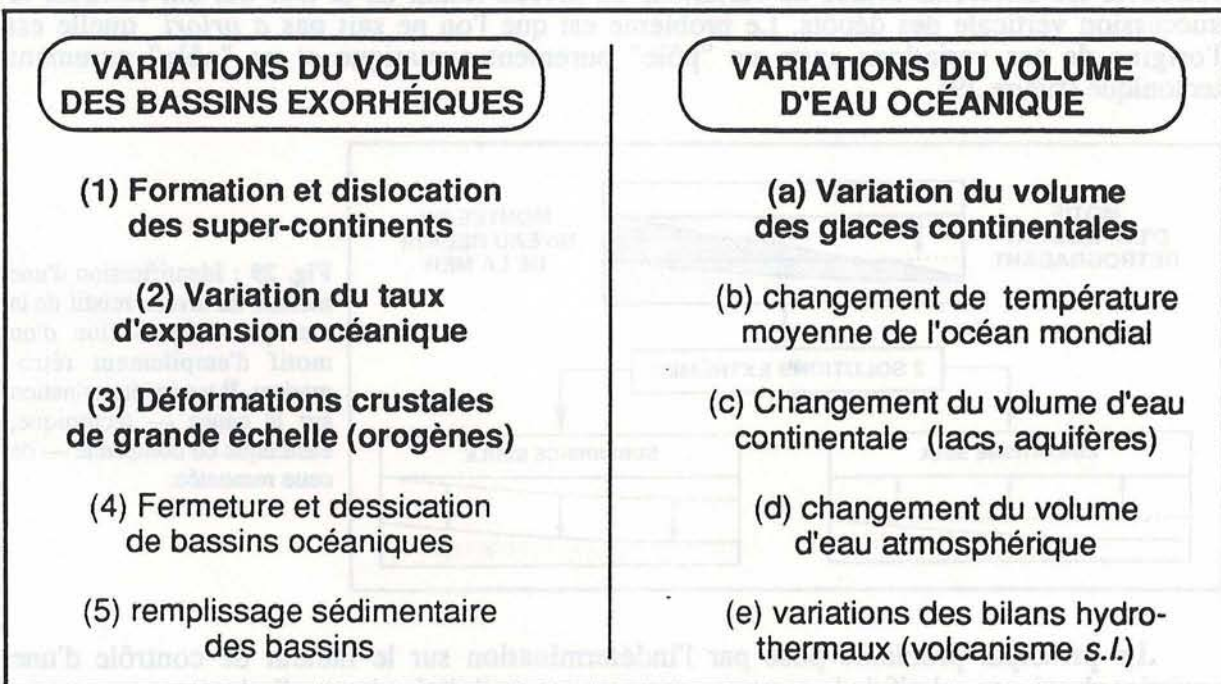 VARIATIONS DU VOLUME
DES BASSINS EXORHÉIQUES
(1) Formation et dislocation
des super-continents
(2) Variation du taux
d'expansion océanique
(3) Déformations crustales
de grande échelle (orogènes)
(4) Fermeture et dessication
de bassins océaniques
(5) remplissage sédimentaire
des bassins
VARIATIONS DU VOLUME
D'EAU OCÉANIQUE
(a) Variation du volume
des glaces continentales
(b) changement de température
moyenne de l'océan mondial
(c) Changement du volume d'eau
continentale (lacs. aquifères)
(d) changement du volume
d'eau atmosphérique
(e) variations des bilans hydro-
thermaux (volcanisme s.l.)